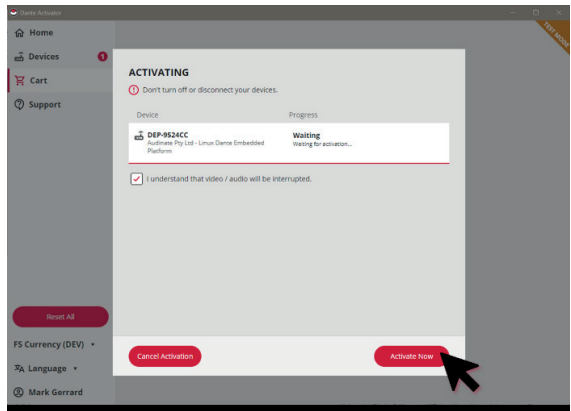 Dante Activator
TEST MODE
Home
Devices 1
Cart
Support
ACTIVATING
Don't turn off or disconnect your devices.
Device Progress
DEP-9524CC Waiting
Audinate Pty Ltd - Linux Dante Embedded Waiting for activation...
Platform
I understand that video / audio will be interrupted.
Reset All
FS Currency (DEV)
Language
Mark Gerrard
Cancel Activation Activate Now